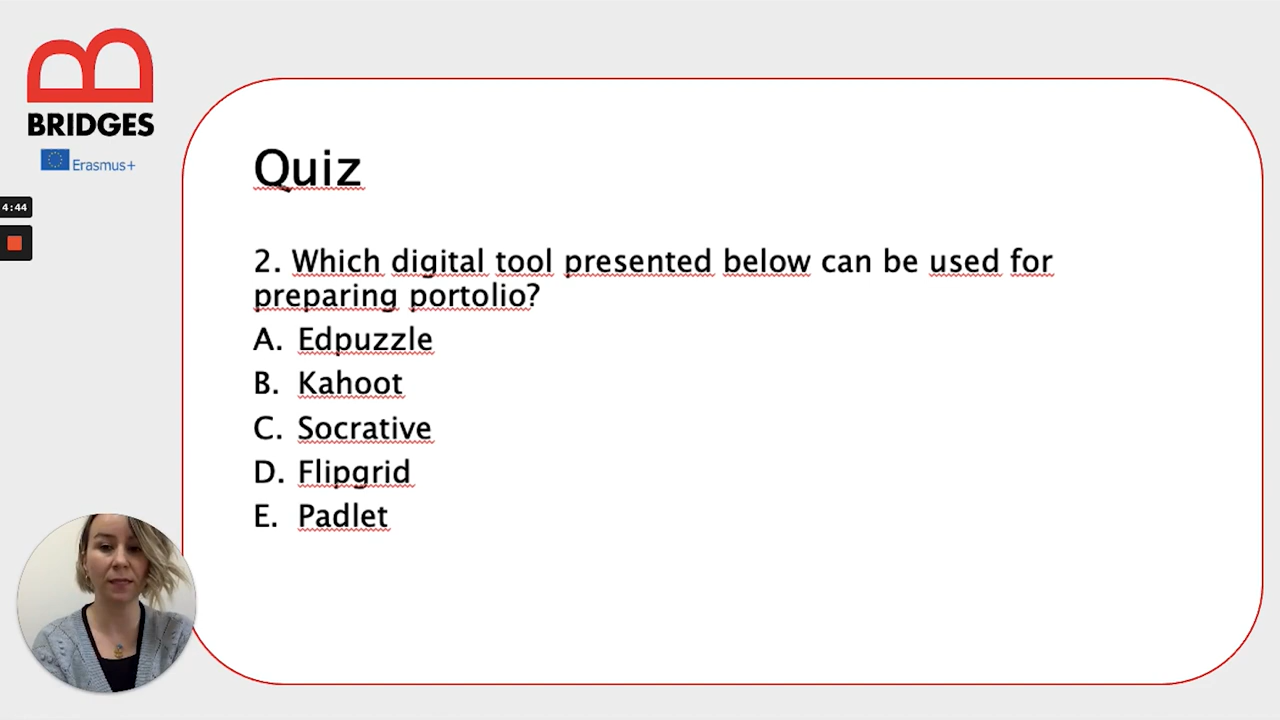 BRIDGES
Erasmus+
4:44
Quiz
2. Which digital tool presented below can be used for
preparing portolio?
A. Edpuzzle
B. Kahoot
C. Socrative
D. Flipgrid
E. Padlet